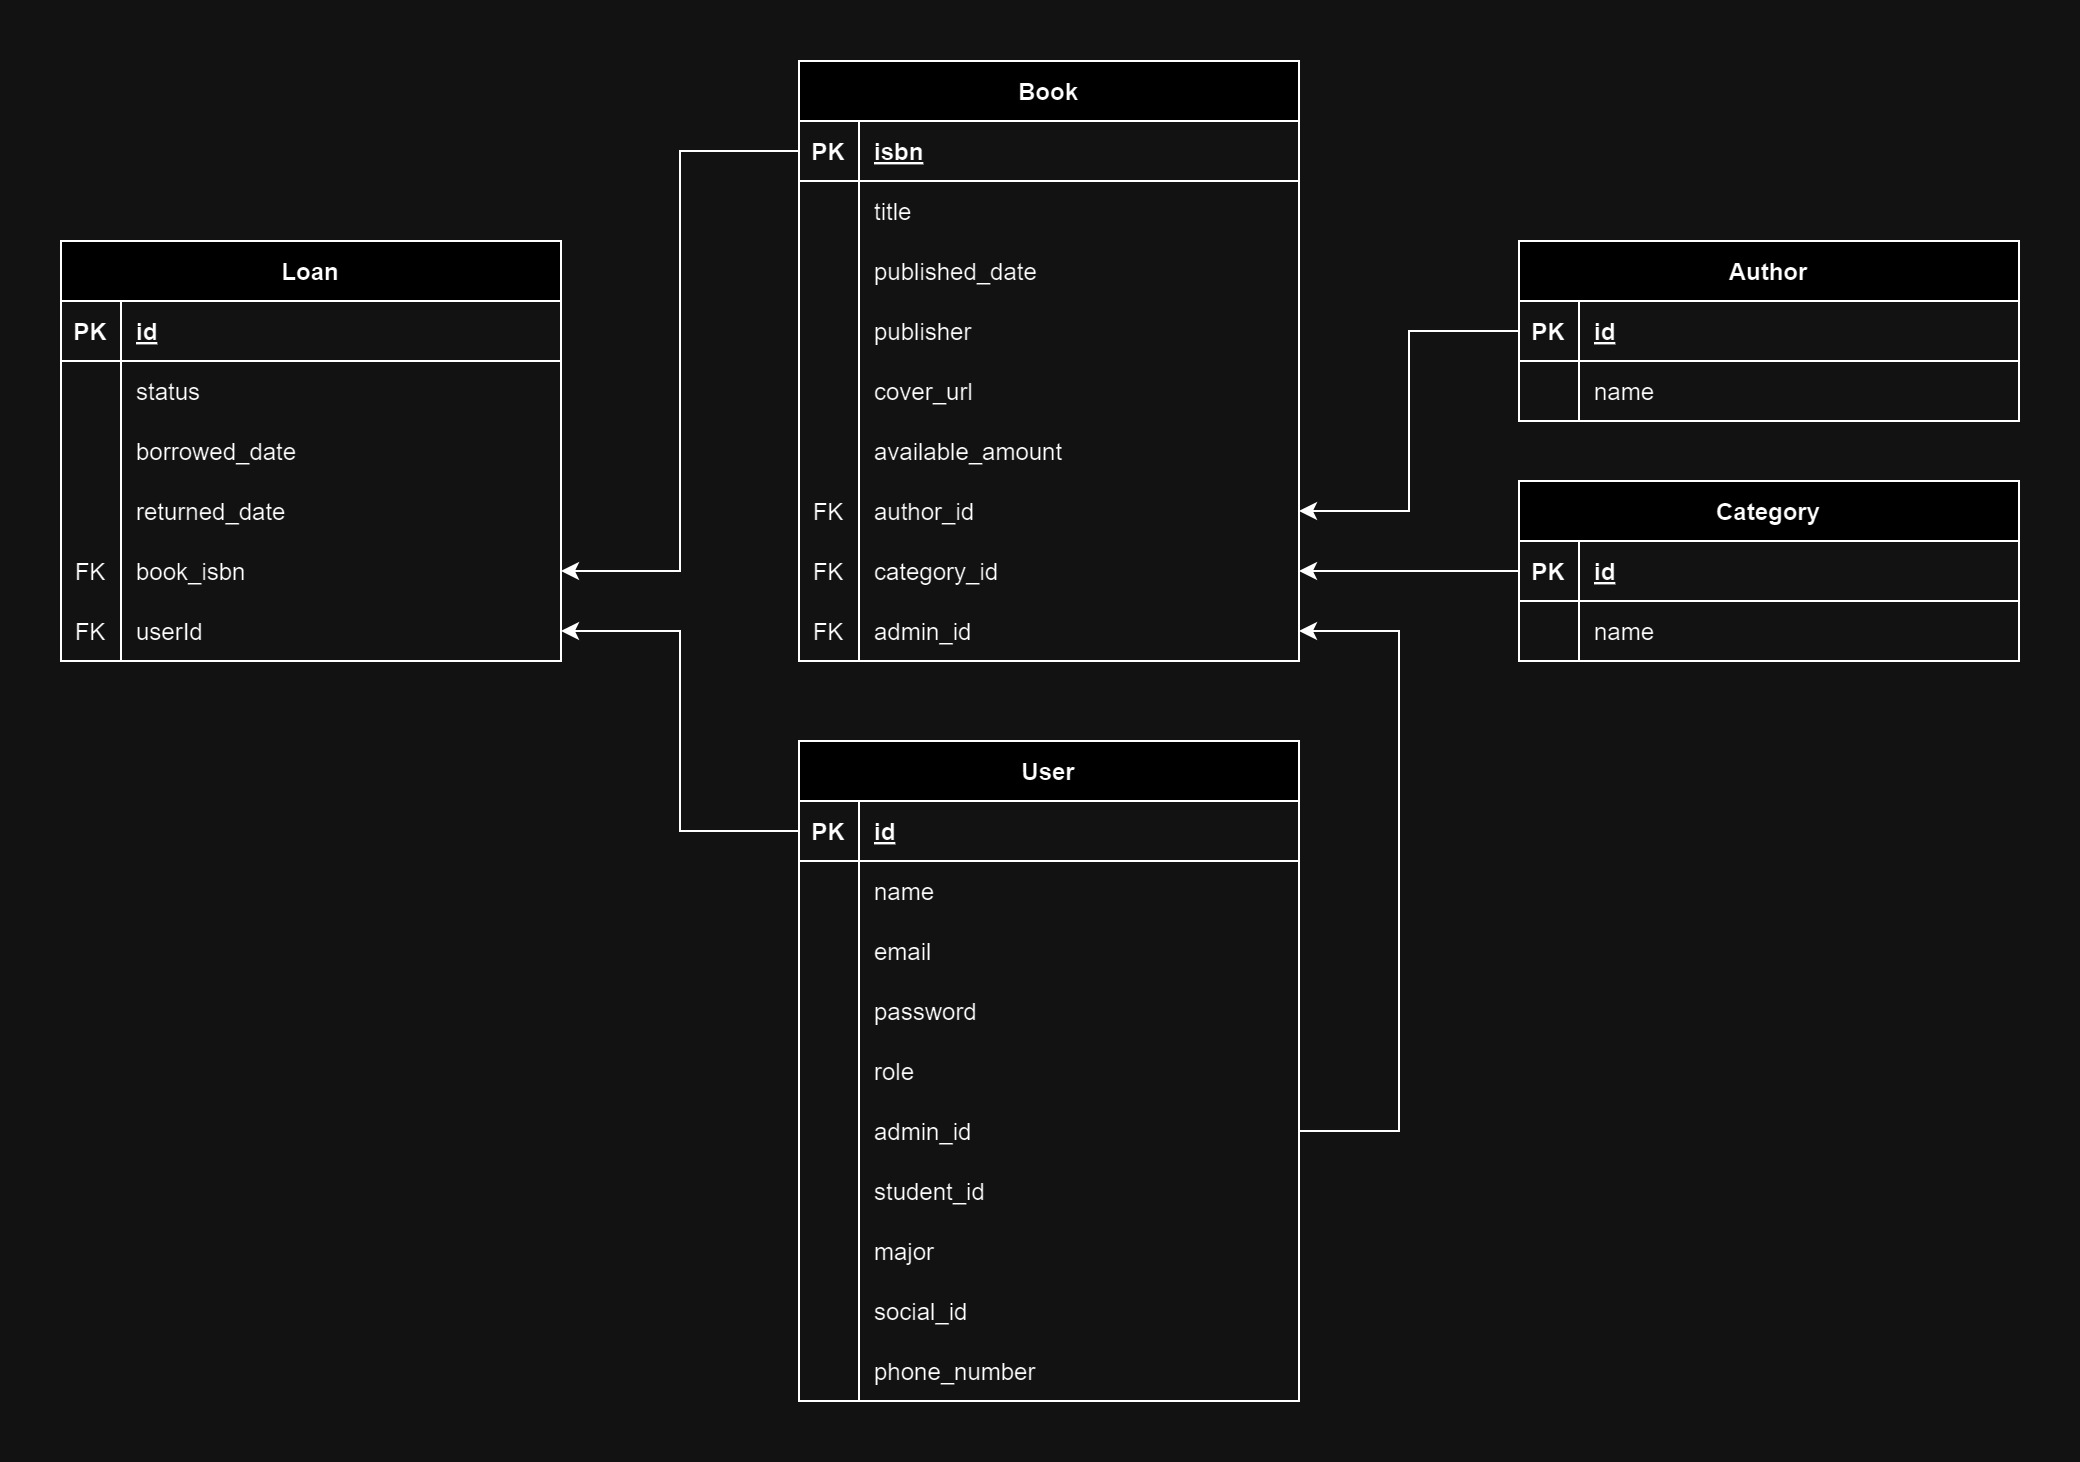 Book
PK isbn
title
published_date
publisher
cover_url
available_amount
FK author_id
FK category_id
FK admin_id
Loan
PK id
status
borrowed_date
returned_date
FK book_isbn
FK userId
Author
PK id
name
Category
PK id
name
User
PK id
name
email
password
role
admin_id
student_id
major
social_id
phone_number